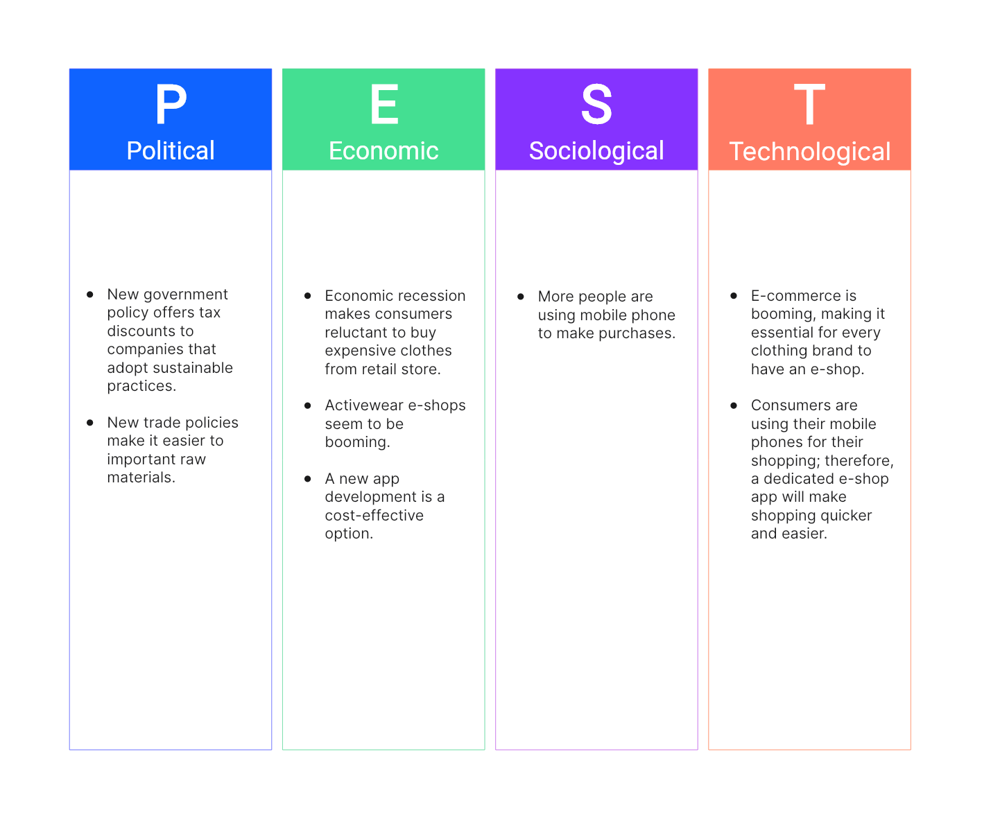 P
Political
● New government
policy offers tax
discounts to
companies that
adopt sustainable
practices.
● New trade policies
make it easier to
important raw
materials.
E
Economic
● Economic recession
makes consumers
reluctant to buy
expensive clothes
from retail store.
● Activewear e-shops
seem to be
booming.
● A new app
development is a
cost-effective
option.
S
Sociological
● More people are
using mobile phone
to make purchases.
T
Technological
● E-commerce is
booming, making it
essential for every
clothing brand to
have an e-shop.
● Consumers are
using their mobile
phones for their
shopping; therefore,
a dedicated e-shop
app will make
shopping quicker
and easier.